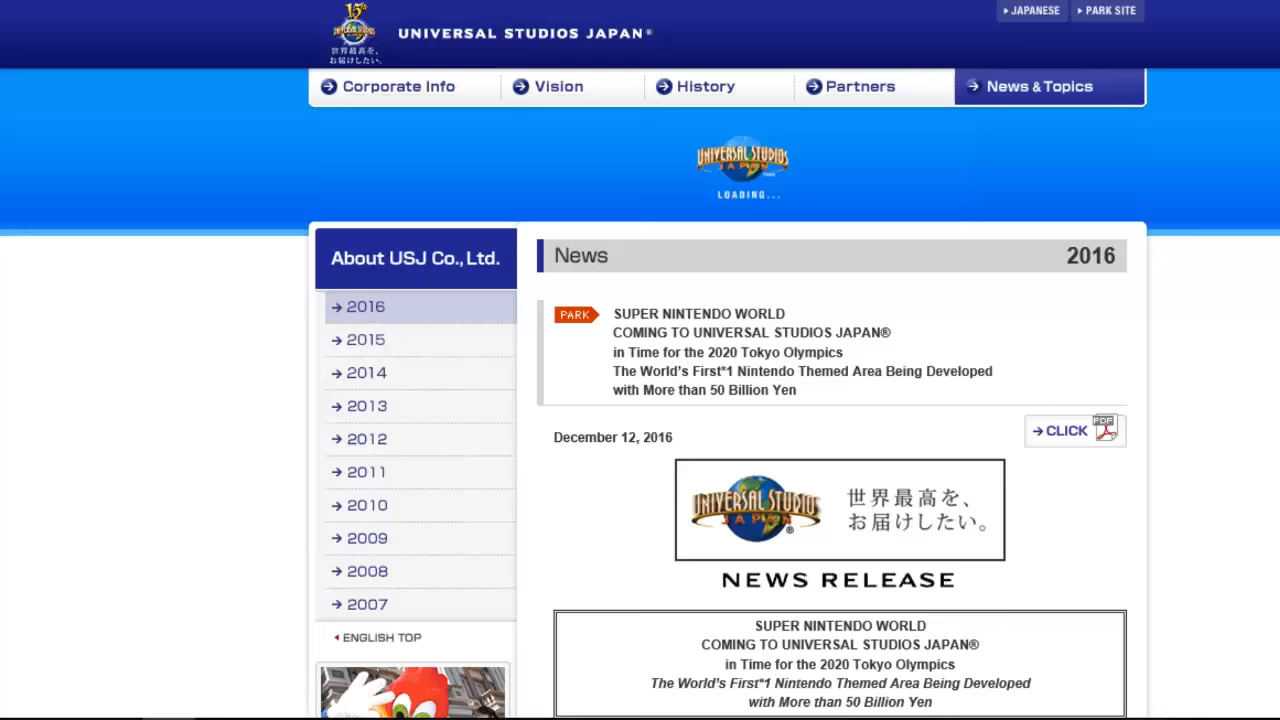 JAPANESE
PARK SITE
15th
UNIVERSAL STUDIOS
世界最高を、
お届けしたい。
UNIVERSAL STUDIOS JAPAN®
Corporate Info
Vision
History
Partners
News & Topics
UNIVERSAL STUDIOS
JAPAN
LOADING...
About USJ Co., Ltd.
2016
2015
2014
2013
2012
2011
2010
2009
2008
2007
ENGLISH TOP
News 2016
PARK
SUPER NINTENDO WORLD
COMING TO UNIVERSAL STUDIOS JAPAN®
in Time for the 2020 Tokyo Olympics
The World's First*1 Nintendo Themed Area Being Developed
with More than 50 Billion Yen
December 12, 2016
CLICK
PDF
UNIVERSAL STUDIOS
JAPAN®
世界最高を、
お届けしたい。
NEWS RELEASE
SUPER NINTENDO WORLD
COMING TO UNIVERSAL STUDIOS JAPAN®
in Time for the 2020 Tokyo Olympics
The World's First*1 Nintendo Themed Area Being Developed
with More than 50 Billion Yen